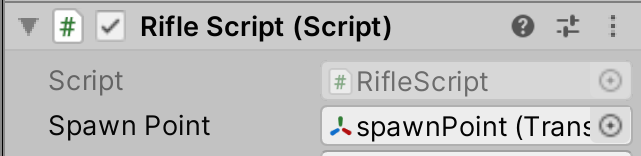 # Rifle Script (Script)
Script # RifleScript
Spawn Point spawnPoint (Trans